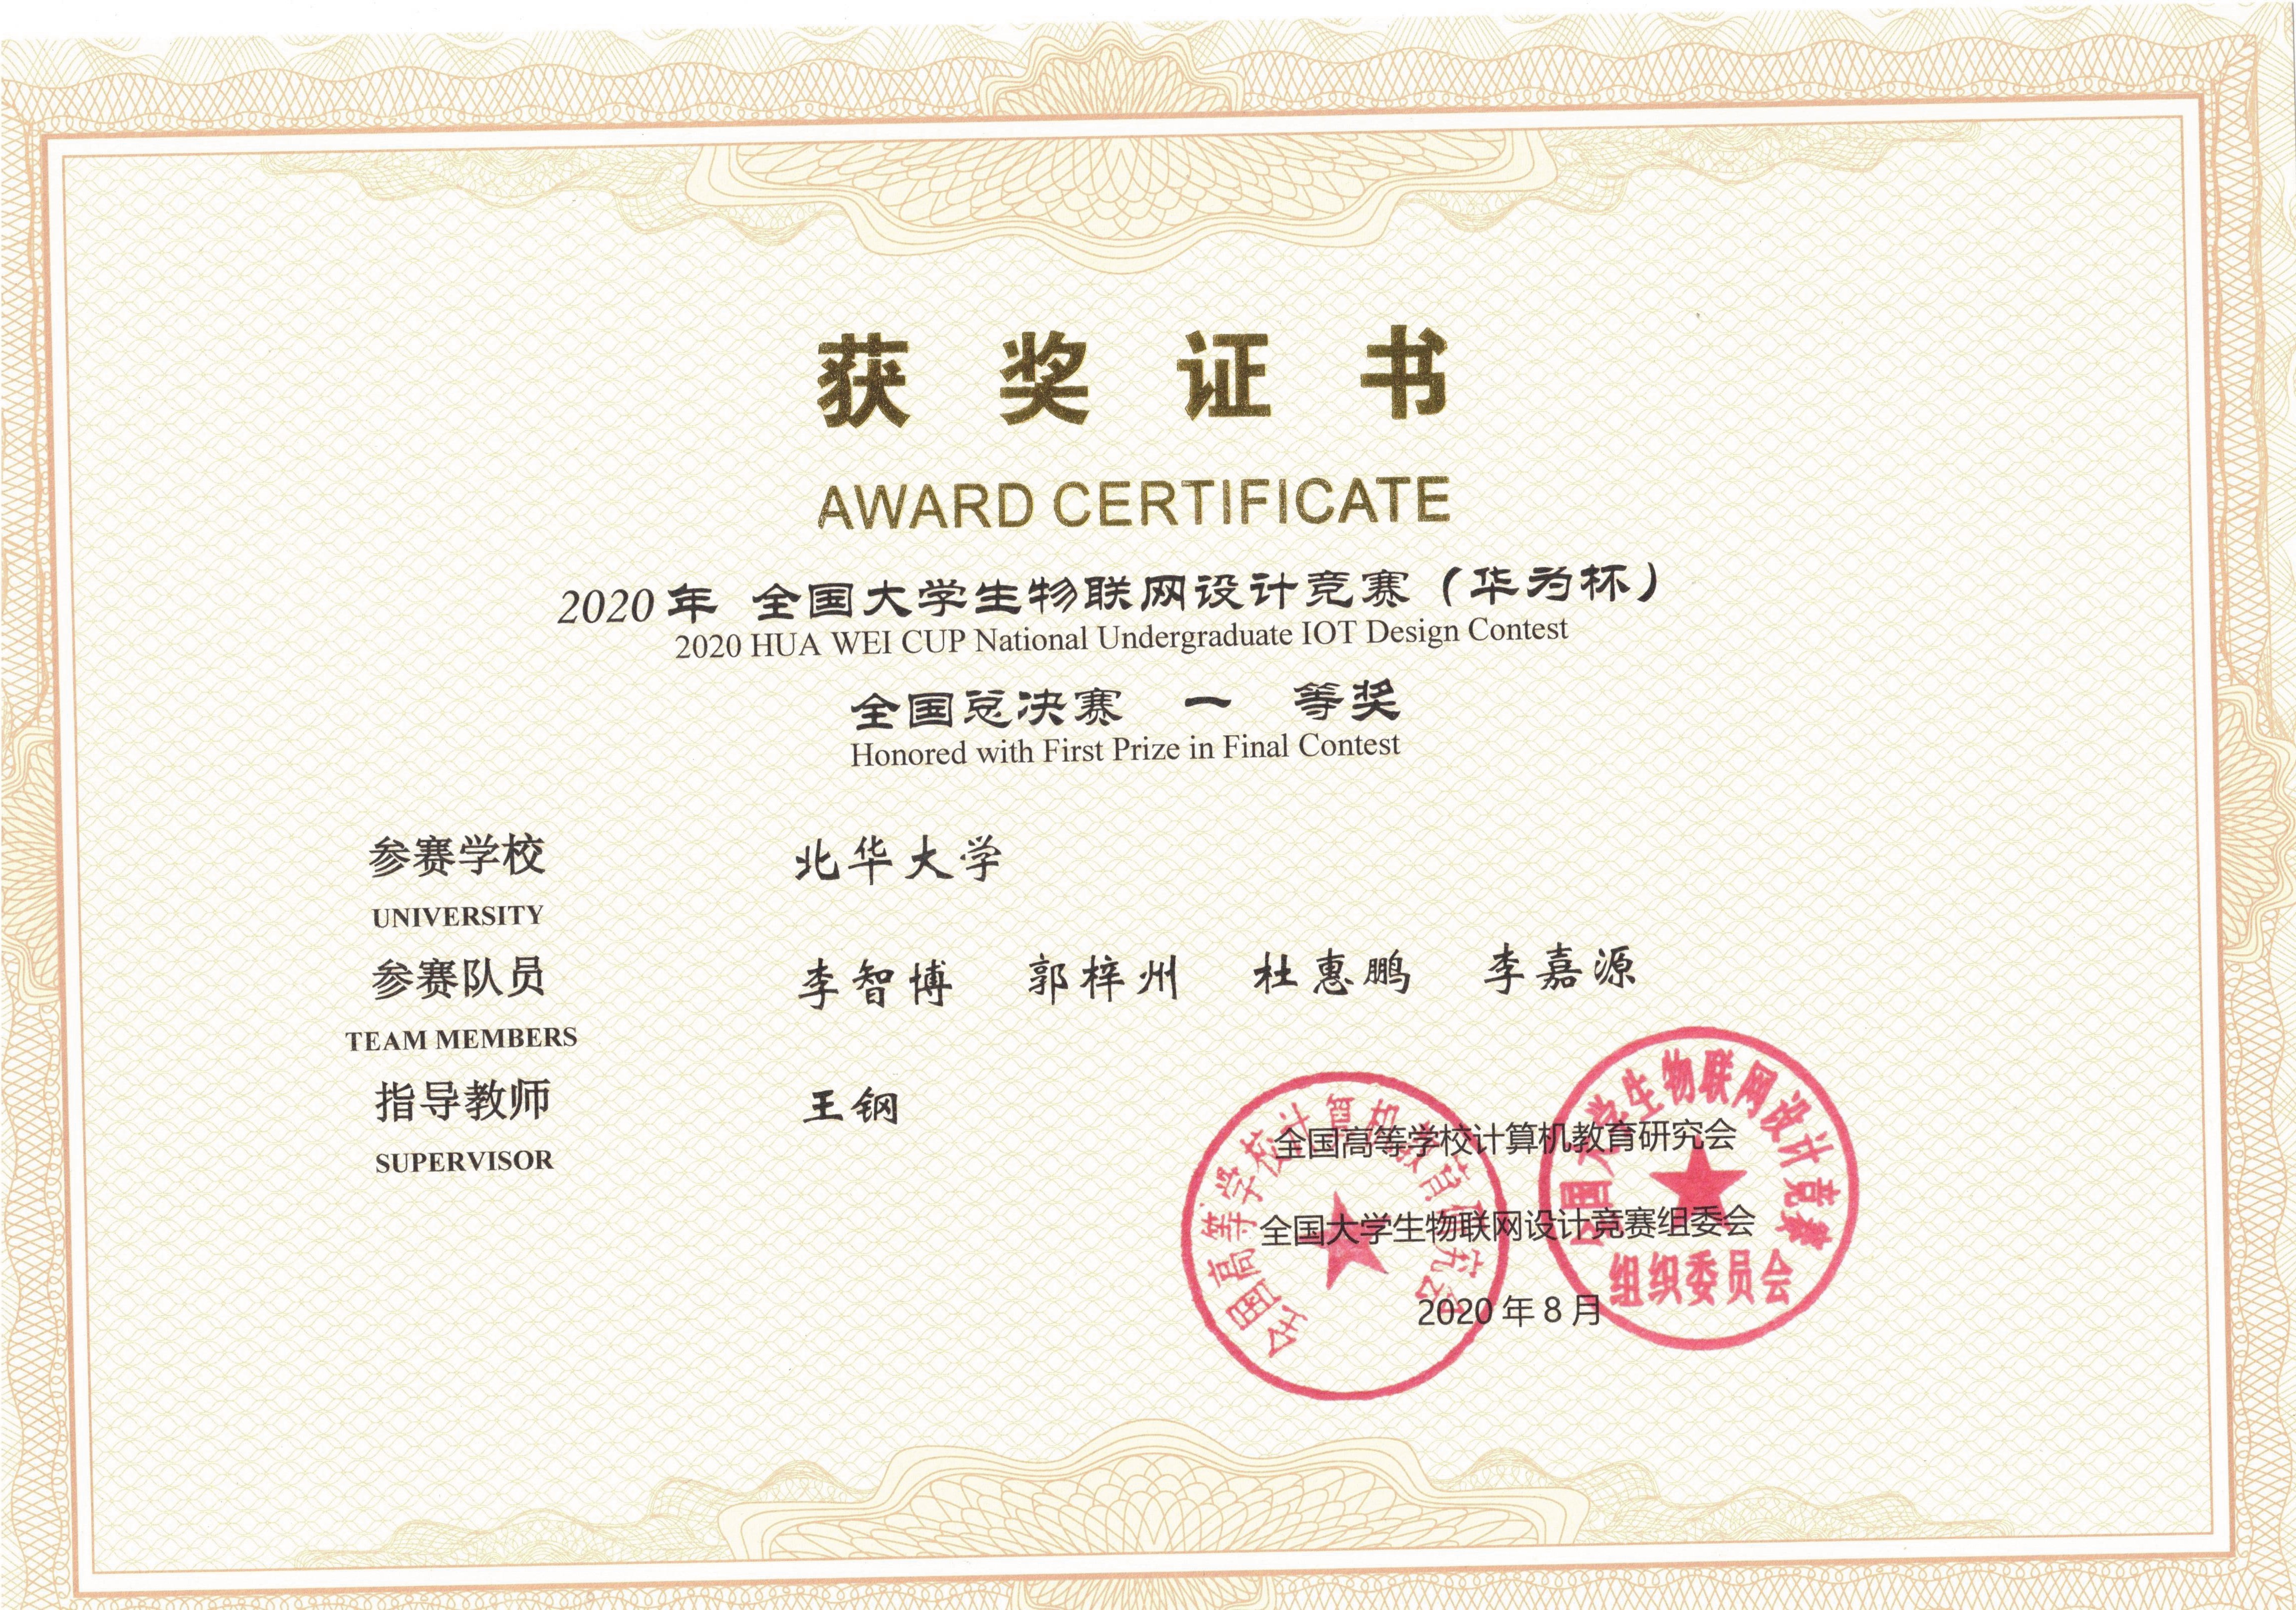 获奖证书
AWARD CERTIFICATE
2020年 全国大学生物联网设计竞赛（华为杯）
2020 HUA WEI CUP National Undergraduate IOT Design Contest
全国总决赛 一 等奖
Honored with First Prize in Final Contest
参赛学校 北华大学
UNIVERSITY
参赛队员 李智博 郭梓州 杜惠鹏 李嘉源
TEAM MEMBERS
指导教师 王钢
SUPERVISOR
全国高等学校计算机教育研究会
全国大学生物联网设计竞赛组委会
2020年8月
全国高等学校计算机教育研究会
全国大学生物联网设计竞赛
组织委员会